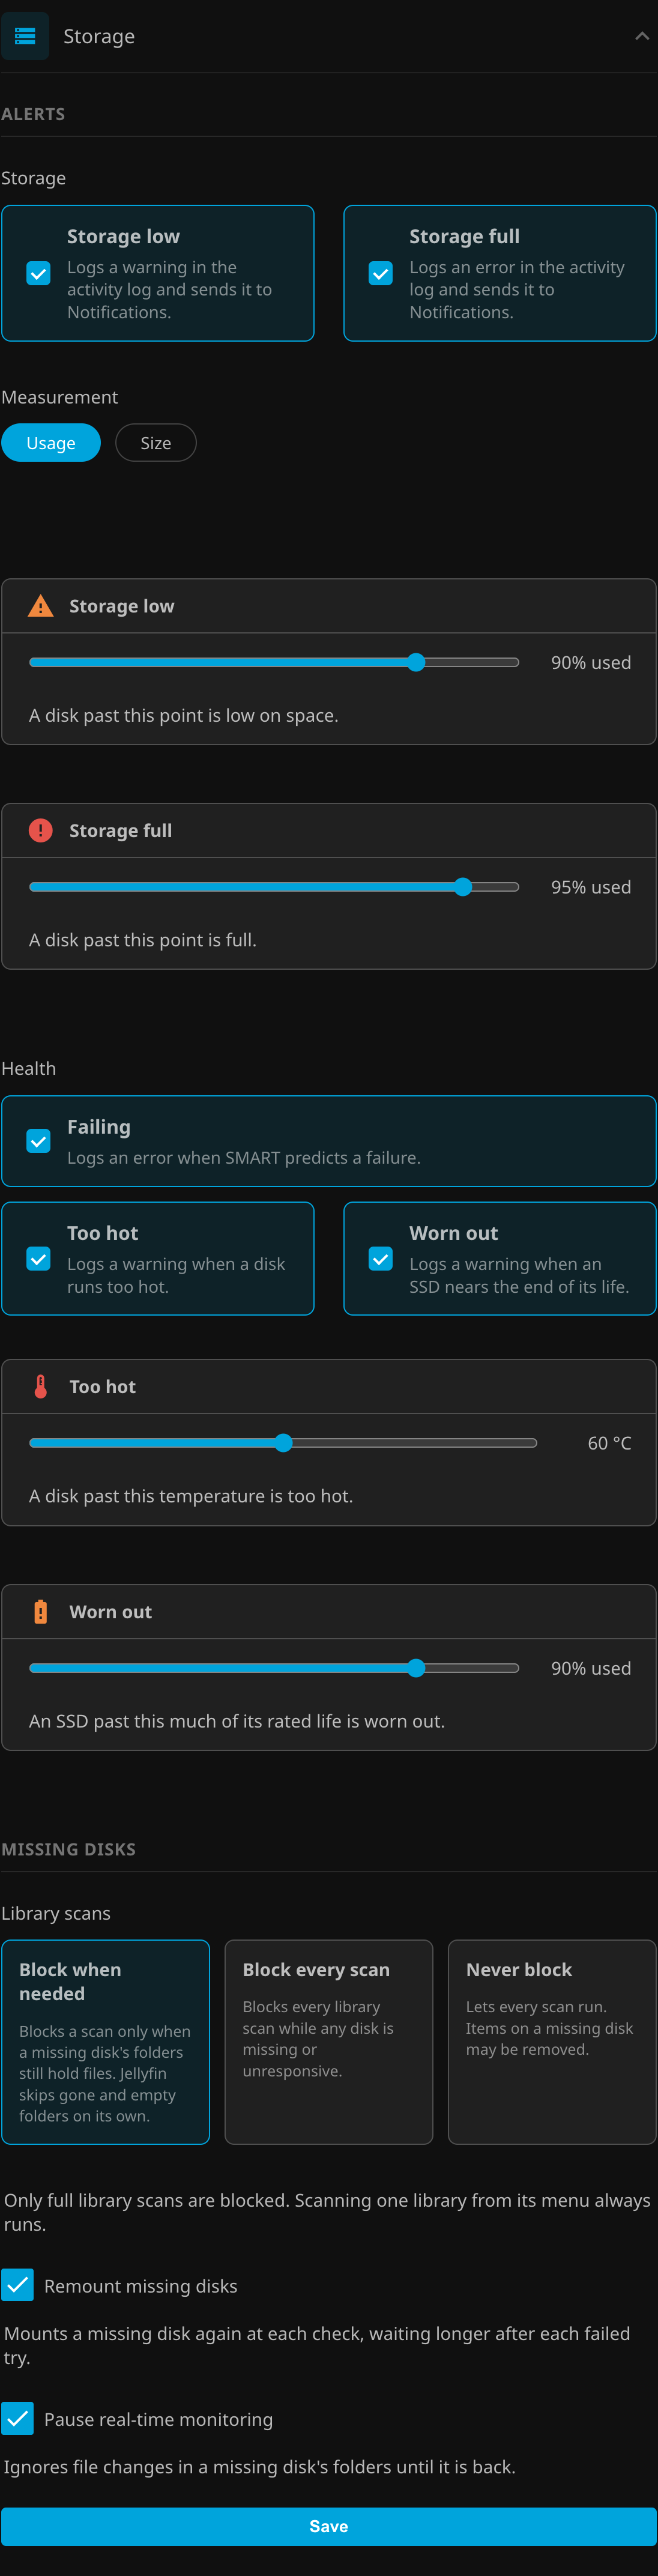 Storage
ALERTS
Storage
Storage low
Logs a warning in the
activity log and sends it to
Notifications.
Storage full
Logs an error in the activity
log and sends it to
Notifications.
Measurement
Usage
Size
Storage low
90% used
A disk past this point is low on space.
Storage full
95% used
A disk past this point is full.
Health
Failing
Logs an error when SMART predicts a failure.
Too hot
Logs a warning when a disk
runs too hot.
Worn out
Logs a warning when an
SSD nears the end of its life.
Too hot
60 °C
A disk past this temperature is too hot.
Worn out
90% used
An SSD past this much of its rated life is worn out.
MISSING DISKS
Library scans
Block when
needed
Blocks a scan only when
a missing disk's folders
still hold files. Jellyfin
skips gone and empty
folders on its own.
Block every scan
Blocks every library
scan while any disk is
missing or
unresponsive.
Never block
Lets every scan run.
Items on a missing disk
may be removed.
Only full library scans are blocked. Scanning one library from its menu always
runs.
Remount missing disks
Mounts a missing disk again at each check, waiting longer after each failed
try.
Pause real-time monitoring
Ignores file changes in a missing disk's folders until it is back.
Save